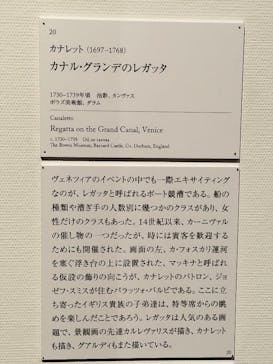 20
カナレット (1697–1768)
カナル・グランデのレガッタ
1730–1739年頃 油彩、カンヴァス
ボウズ美術館、ダラム
Canaletto
Regatta on the Grand Canal, Venice
c. 1730–1739 Oil on canvas
The Bowes Museum, Barnard Castle, Co. Durham, England
ヴェネツィアのイベントの中でも一際エキサイティング
なのが、レガッタと呼ばれるボート競漕である。船の
種類や漕ぎ手の人数別に幾つかのクラスがあり、女
性だけのクラスもあった。14世紀以来、カーニヴァル
の催し物の一つだったが、時には賓客を歓迎する
ためにも開催された。画面の左、カ・フォスカリ運河
を塞ぐ浮き台の上に設置された、マッキナと呼ばれ
る仮設の飾りの向こうが、カナレットのパトロン、ジョ
ゼフ・スミスが住むパラッツォ・バルビである。ここに立
ち寄ったイギリス貴族の子弟達は、特等席からの眺
めを楽しんだことであろう。レガッタは人気のある画
題で、景観画の先達カルレヴァリスが描き、カナレット
も描き、グアルディもまた描いている。
20